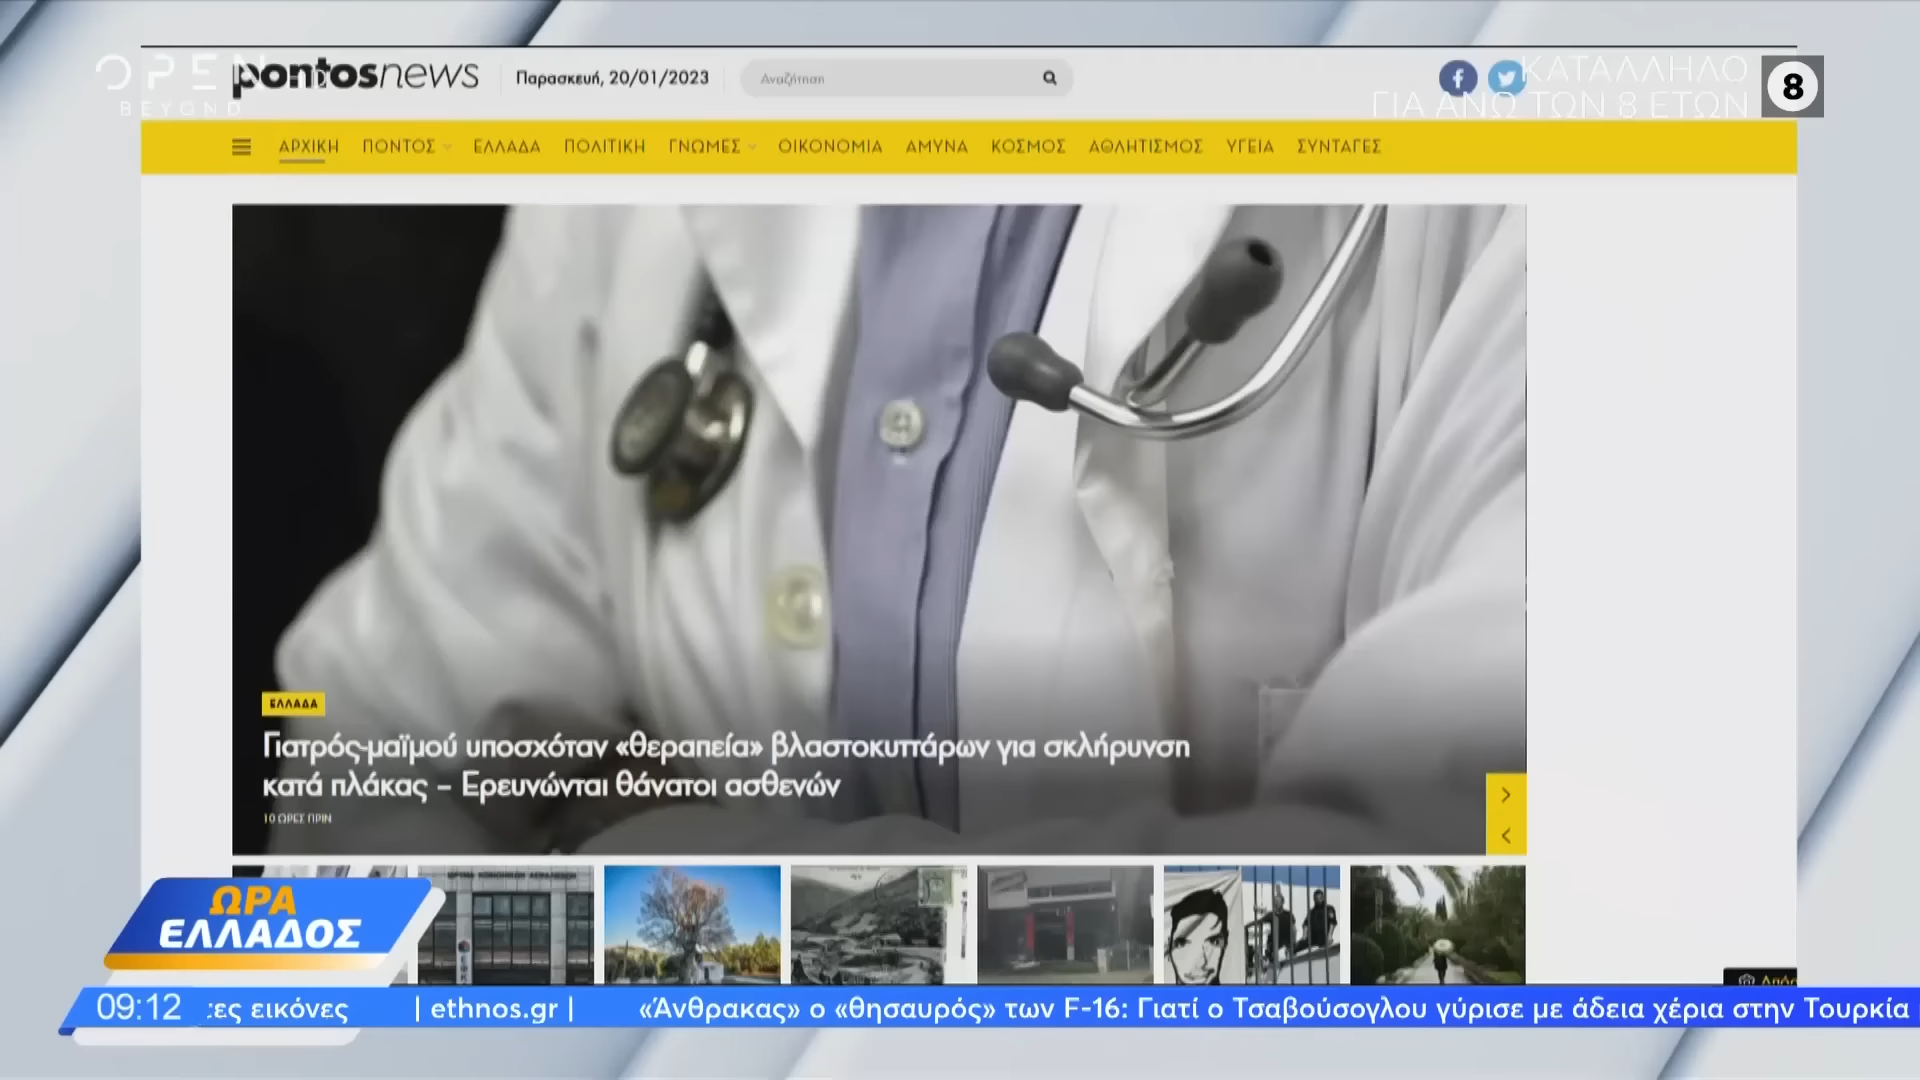 OPEN
BEYOND
pontosnews
Παρασκευή, 20/01/2023
Αναζήτηση
ΚΑΤΑΛΛΗΛΟ
ΓΙΑ ΑΝΩ ΤΩΝ 8 ΕΤΩΝ
8
ΑΡΧΙΚΗ ΠΟΝΤΟΣ ΕΛΛΑΔΑ ΠΟΛΙΤΙΚΗ ΓΝΩΜΕΣ ΟΙΚΟΝΟΜΙΑ ΑΜΥΝΑ ΚΟΣΜΟΣ ΑΘΛΗΤΙΣΜΟΣ ΥΓΕΙΑ ΣΥΝΤΑΓΕΣ
ΕΛΛΑΔΑ
Γιατρός-μαϊμού υποσχόταν «θεραπεία» βλαστοκυττάρων για σκλήρυνση
κατά πλάκας – Ερευνώνται θάνατοι ασθενών
10 ΩΡΕΣ ΠΡΙΝ
ΩΡΑ
ΕΛΛΑΔΟΣ
09:12 τες εικόνες | ethnos.gr | «Άνθρακας» ο «θησαυρός» των F-16: Γιατί ο Τσαβούσογλου γύρισε με άδεια χέρια στην Τουρκία